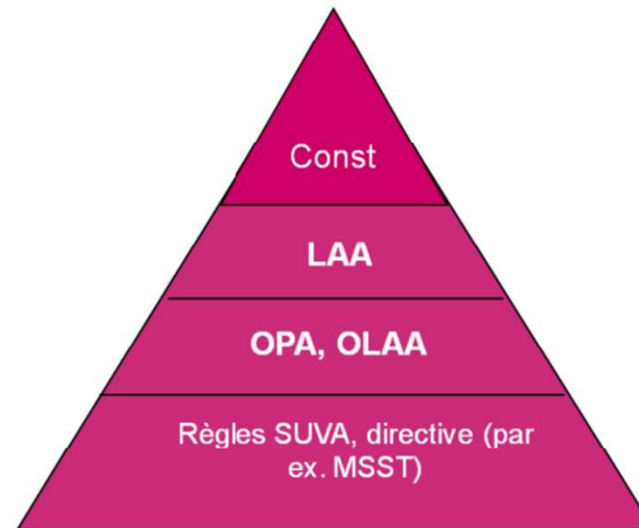 Const
LAA
OPA, OLAA
Règles SUVA, directive (par
ex. MSST)